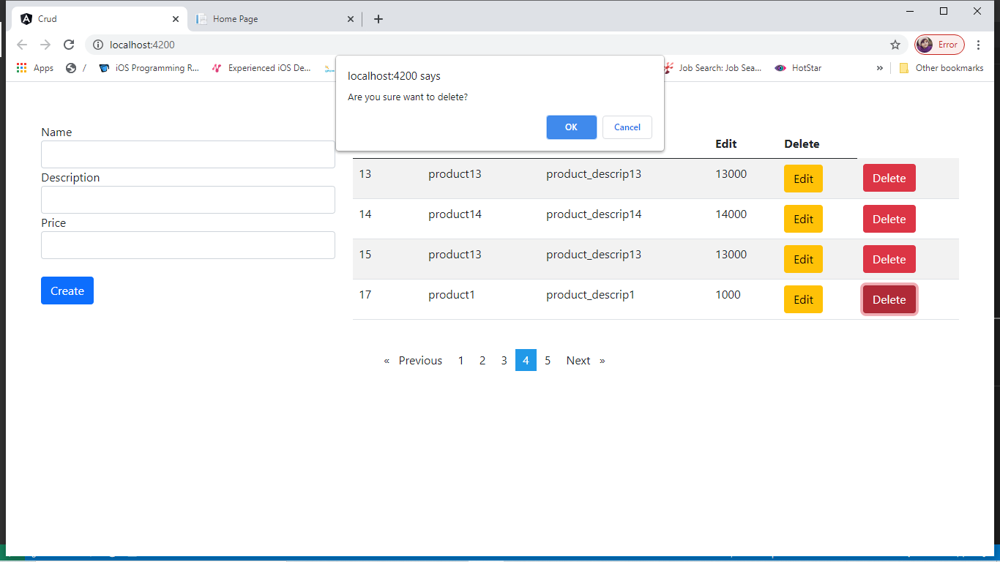 Crud
Home Page
localhost:4200
Error
Apps
/
iOS Programming R...
Experienced iOS De...
Job Search: Job Sea...
HotStar
»
Other bookmarks
localhost:4200 says
Are you sure want to delete?
OK Cancel
Name
Description
Price
Create
Edit Delete
13 product13 product_descrip13 13000 Edit Delete
14 product14 product_descrip14 14000 Edit Delete
15 product13 product_descrip13 13000 Edit Delete
17 product1 product_descrip1 1000 Edit Delete
« Previous 1 2 3 4 5 Next »